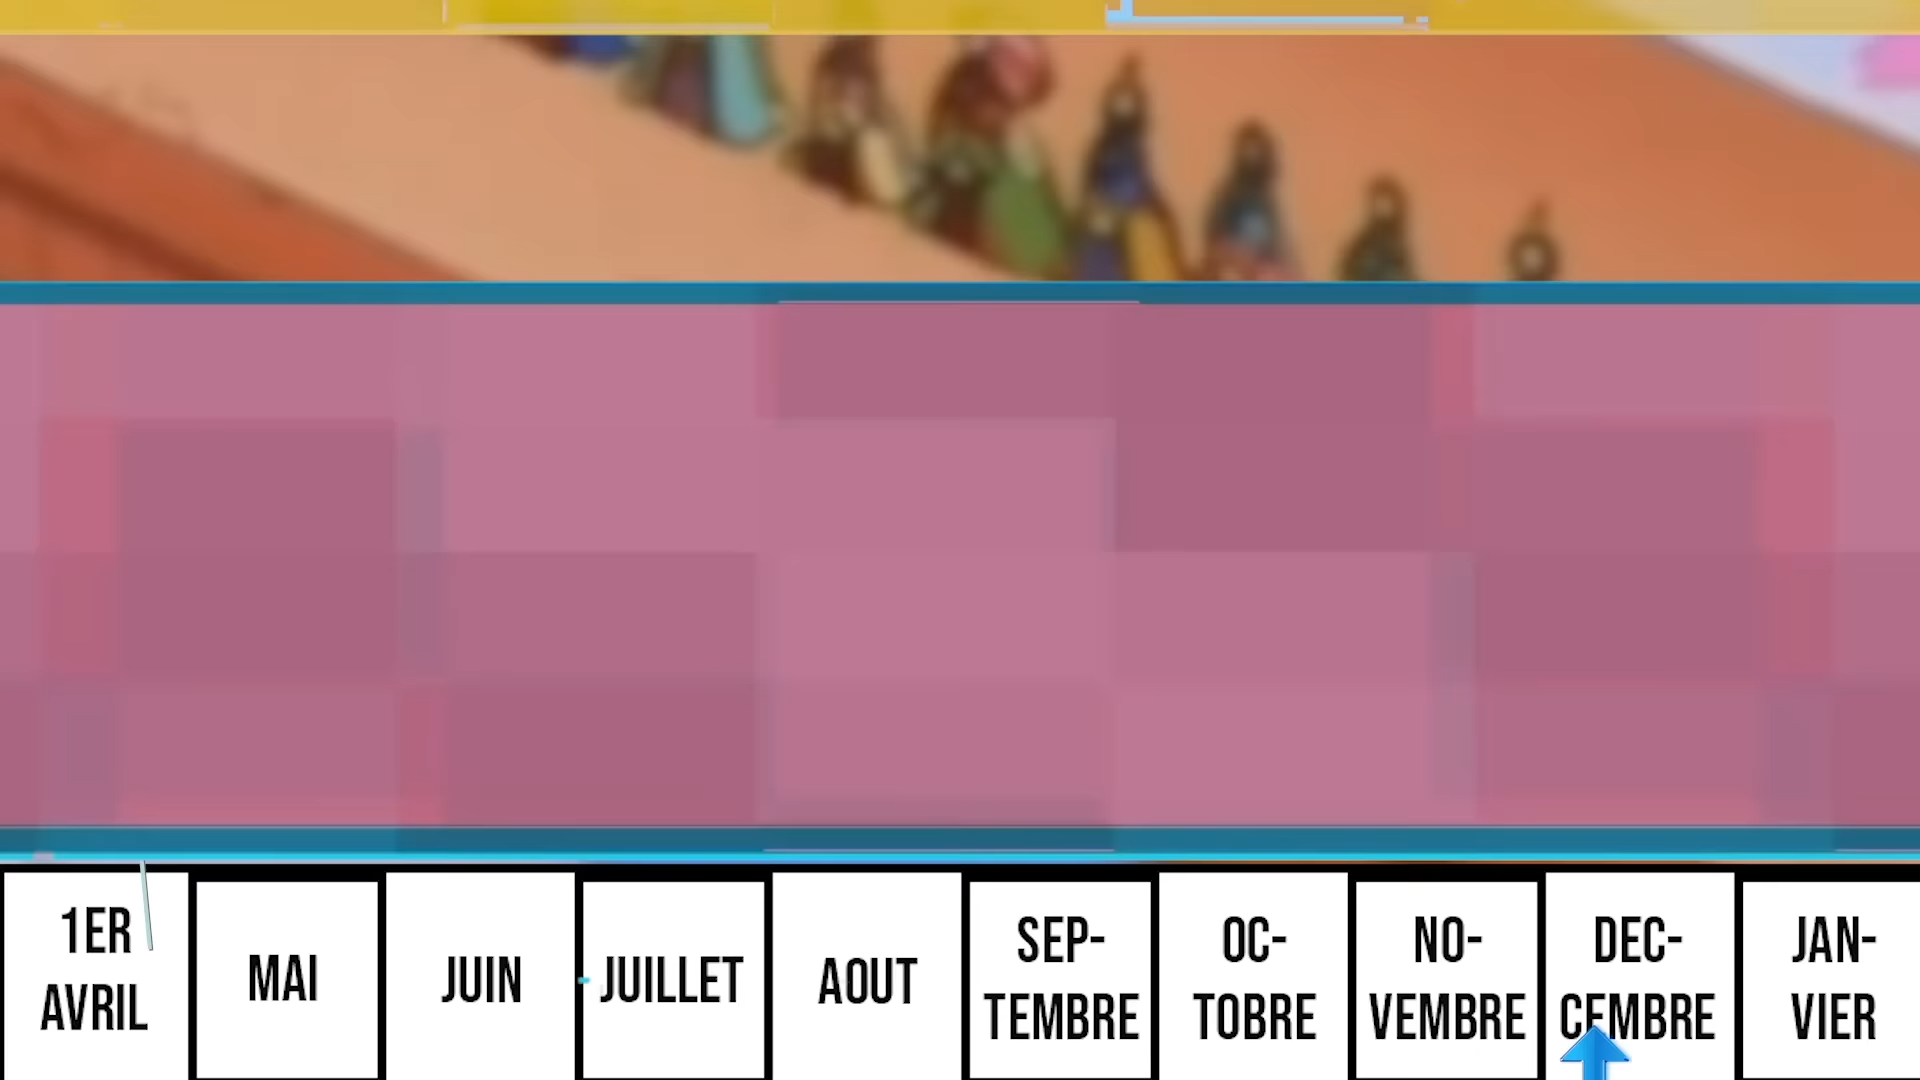 1ER
AVRIL
MAI
JUIN
JUILLET
AOUT
SEP-
TEMBRE
OC-
TOBRE
NO-
VEMBRE
DEC-
CEMBRE
JAN-
VIER